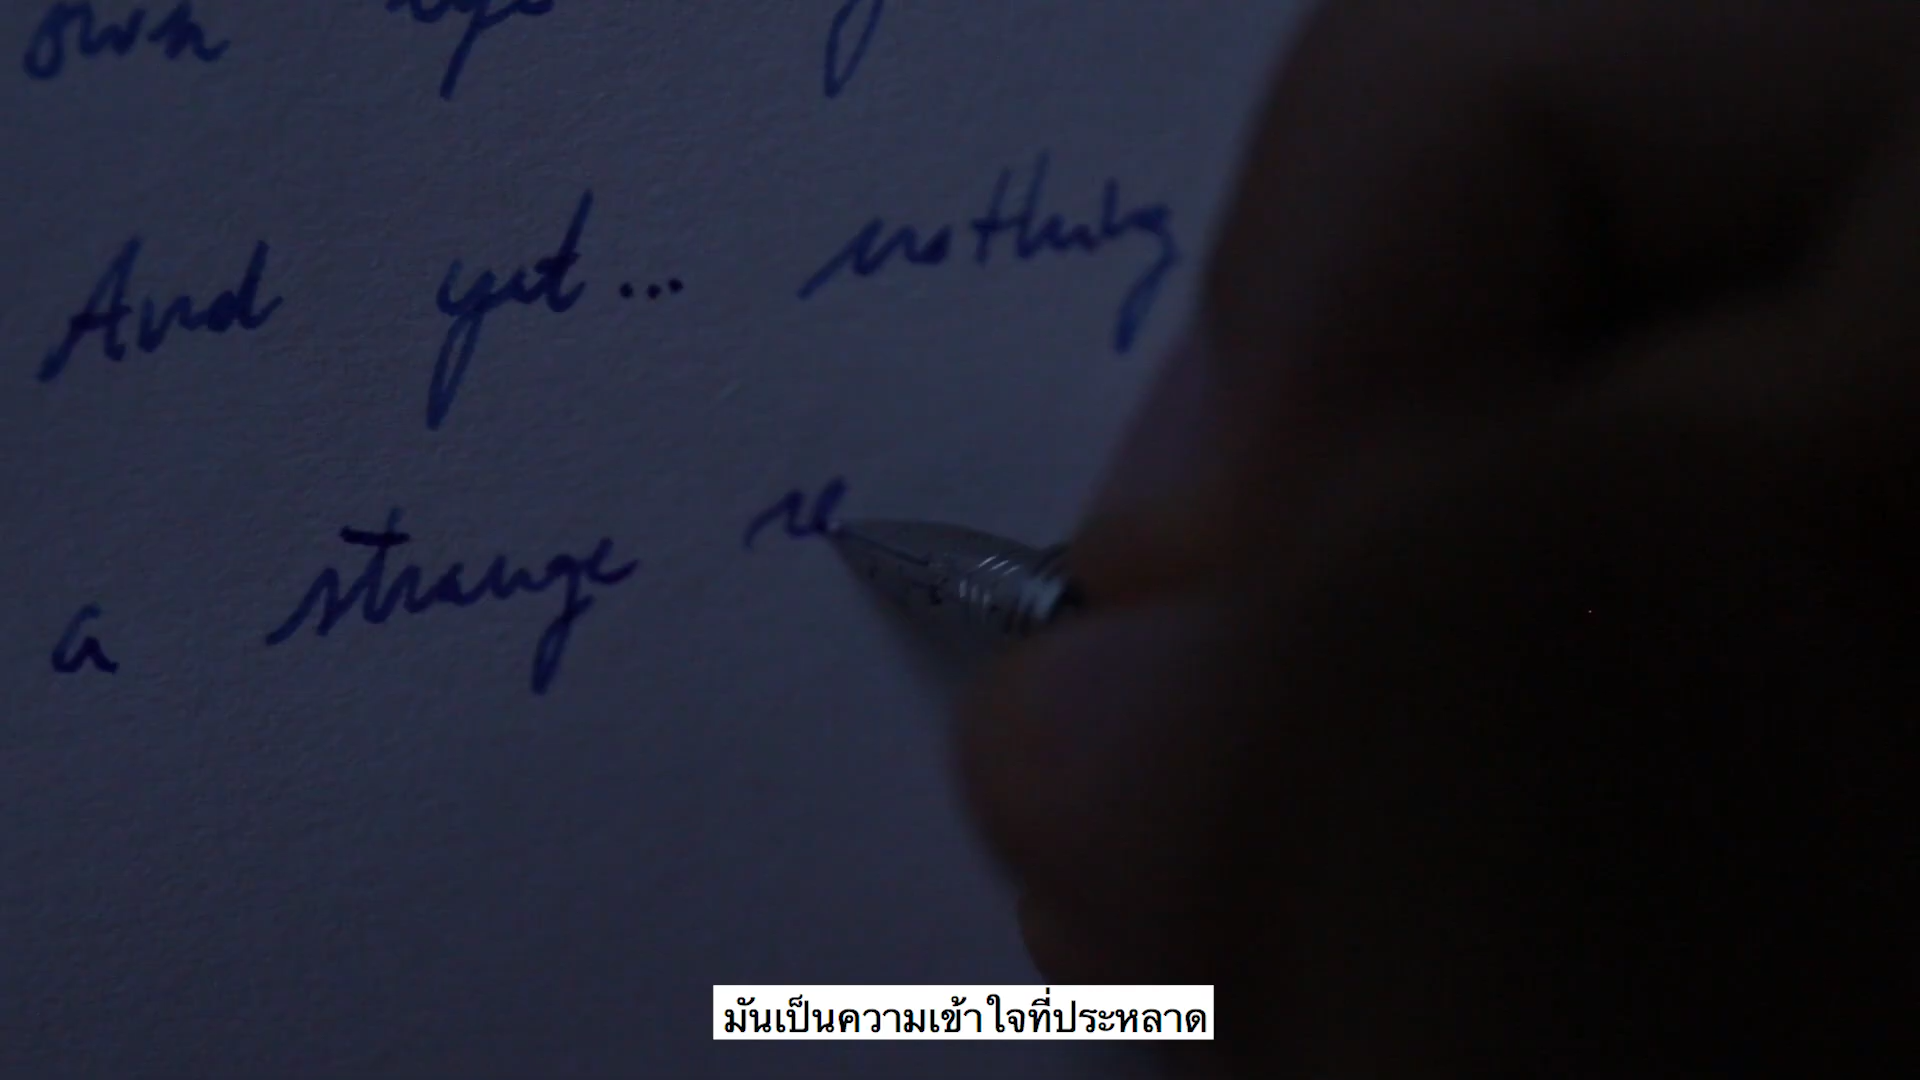 own
And yet... nothing
a strange re
มันเป็นความเข้าใจที่ประหลาด